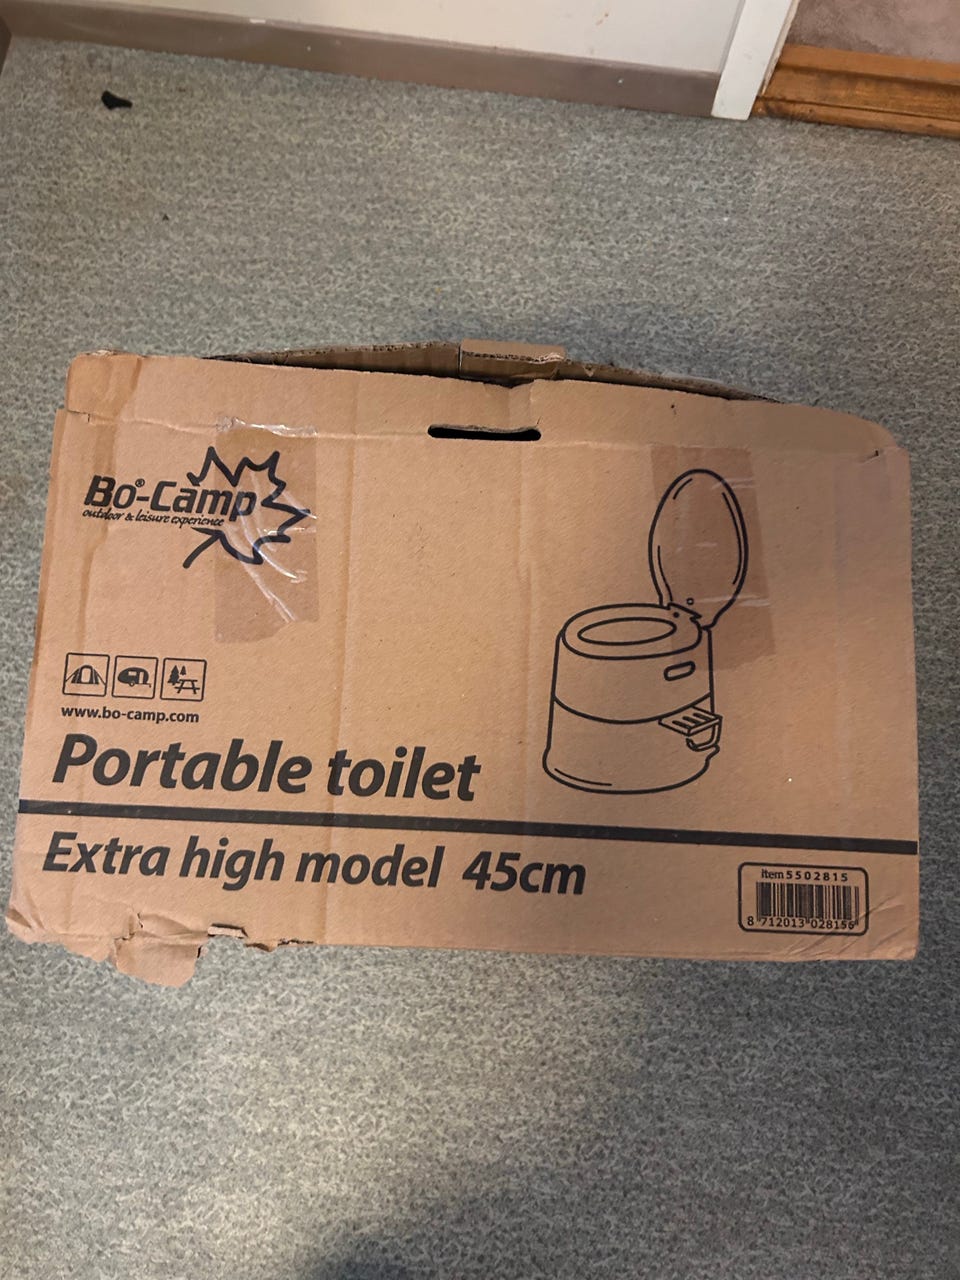 Bo®-Camp
outdoor & leisure experience
www.bo-camp.com
Portable toilet
Extra high model 45cm
item 5502815
8 712013 028156